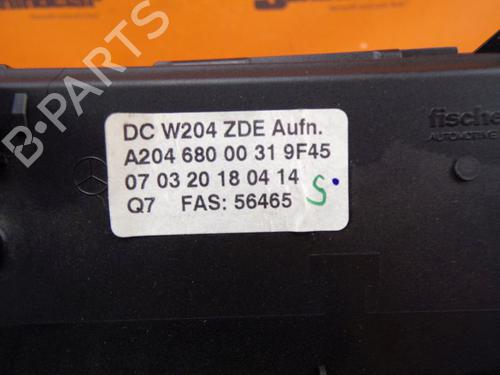 DC W204 ZDE Aufn.
A204 680 00 31 9F45
07 03 20 18 04 14
Q7 FAS: 56465 S
fische
AUTOMOTIVE
B-PARTS